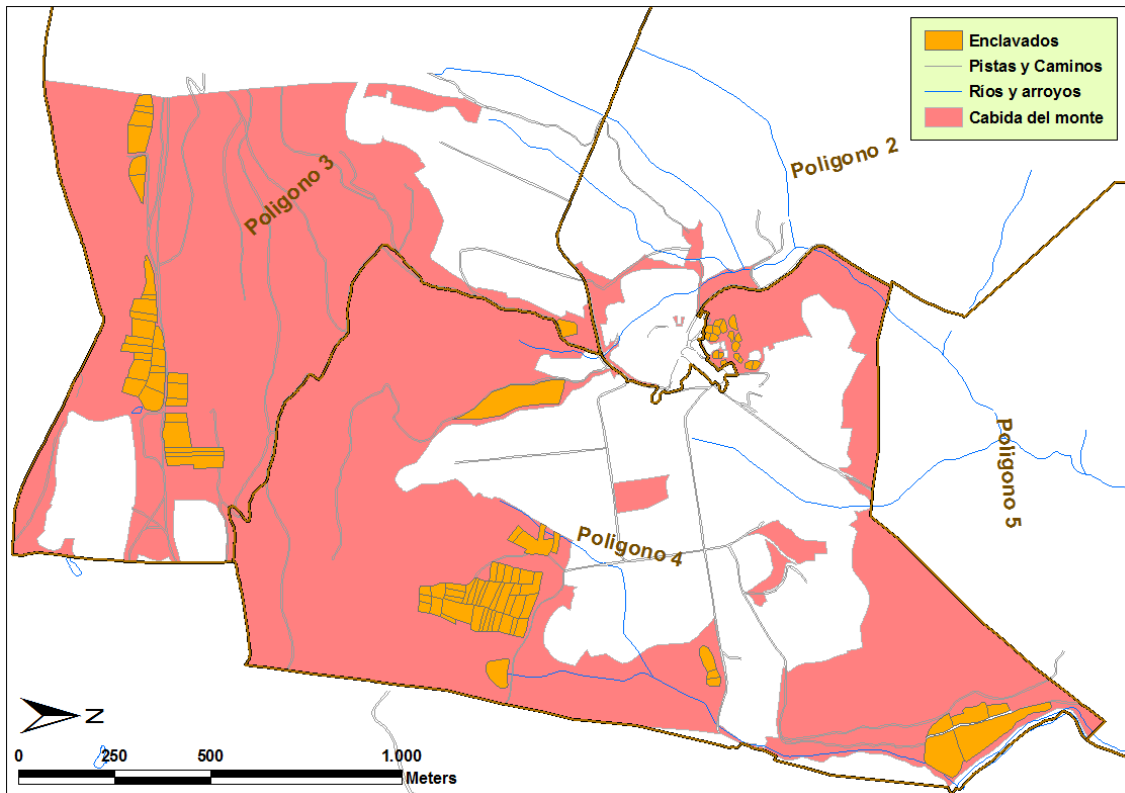 Enclavados
Pistas y Caminos
Ríos y arroyos
Cabida del monte
Poligono 2
Poligono 3
Poligono 5
Poligono 4
N
0 250 500 1.000
Meters